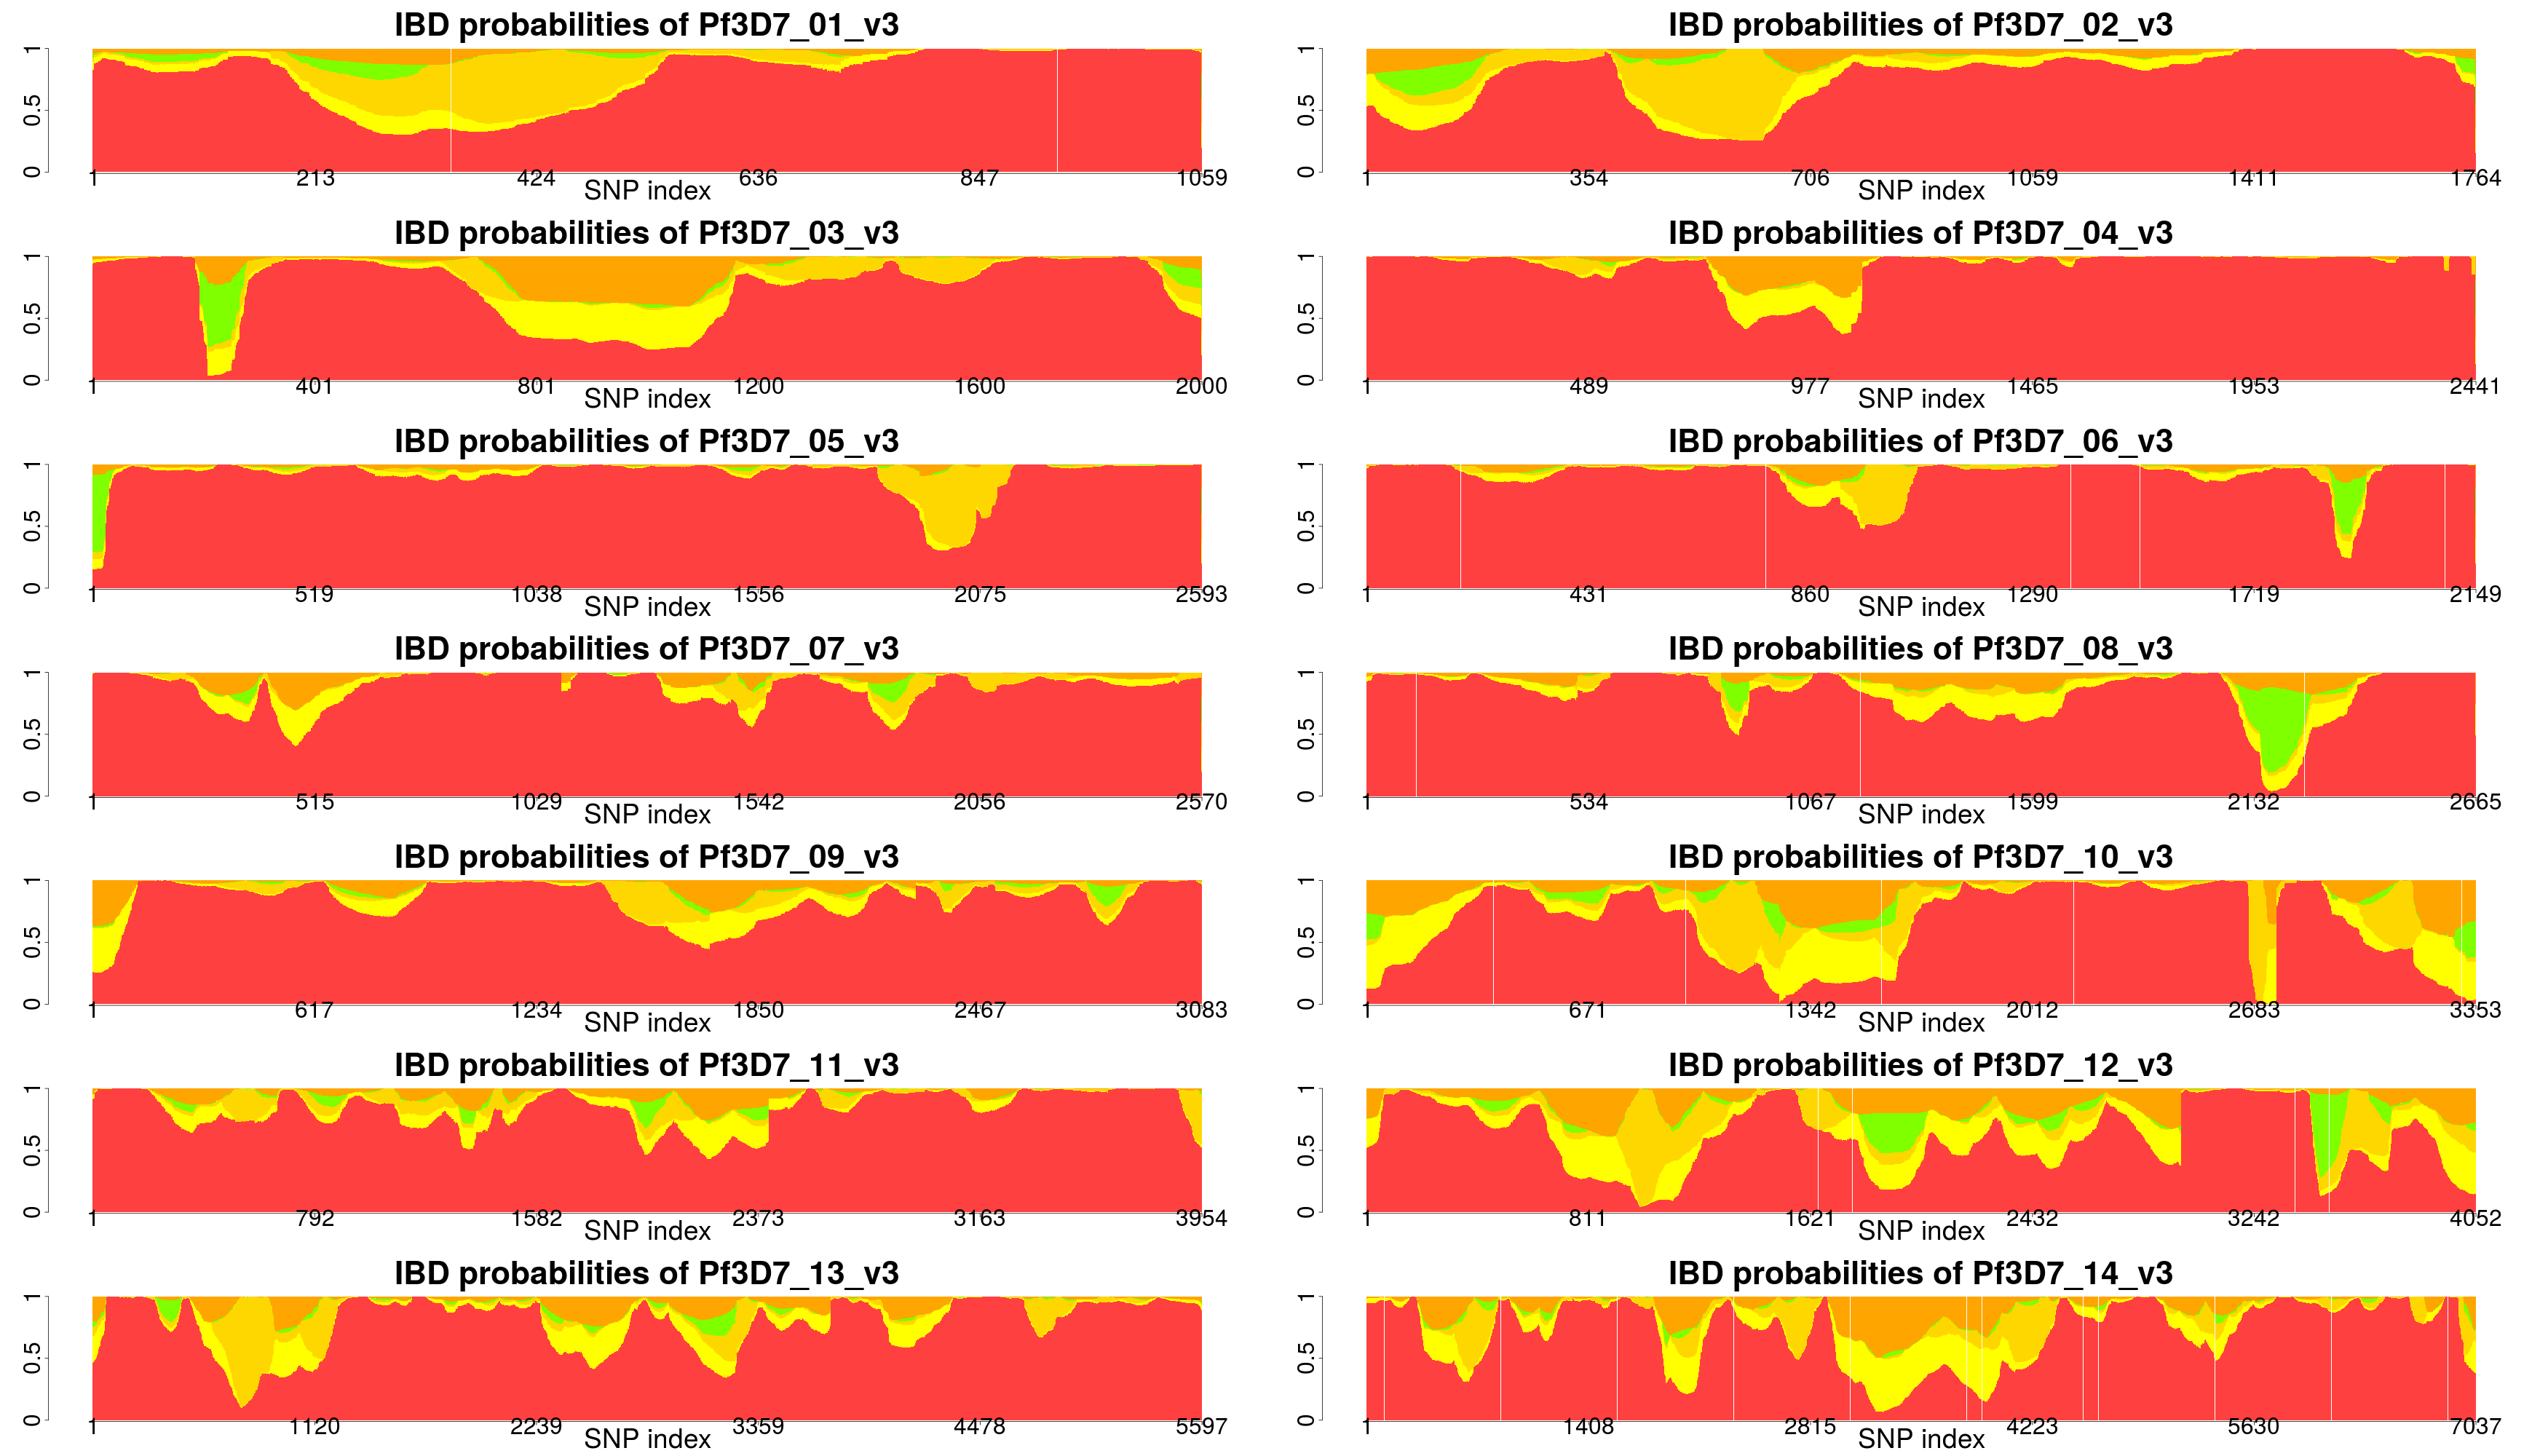 IBD probabilities of Pf3D7_01_v3
0 0.5 1
1 213 424 636 847 1059
SNP index
IBD probabilities of Pf3D7_02_v3
0 0.5 1
1 354 706 1059 1411 1764
SNP index
IBD probabilities of Pf3D7_03_v3
0 0.5 1
1 401 801 1200 1600 2000
SNP index
IBD probabilities of Pf3D7_04_v3
0 0.5 1
1 489 977 1465 1953 2441
SNP index
IBD probabilities of Pf3D7_05_v3
0 0.5 1
1 519 1038 1556 2075 2593
SNP index
IBD probabilities of Pf3D7_06_v3
0 0.5 1
1 431 860 1290 1719 2149
SNP index
IBD probabilities of Pf3D7_07_v3
0 0.5 1
1 515 1029 1542 2056 2570
SNP index
IBD probabilities of Pf3D7_08_v3
0 0.5 1
1 534 1067 1599 2132 2665
SNP index
IBD probabilities of Pf3D7_09_v3
0 0.5 1
1 617 1234 1850 2467 3083
SNP index
IBD probabilities of Pf3D7_10_v3
0 0.5 1
1 671 1342 2012 2683 3353
SNP index
IBD probabilities of Pf3D7_11_v3
0 0.5 1
1 792 1582 2373 3163 3954
SNP index
IBD probabilities of Pf3D7_12_v3
0 0.5 1
1 811 1621 2432 3242 4052
SNP index
IBD probabilities of Pf3D7_13_v3
0 0.5 1
1 1120 2239 3359 4478 5597
SNP index
IBD probabilities of Pf3D7_14_v3
0 0.5 1
1 1408 2815 4223 5630 7037
SNP index